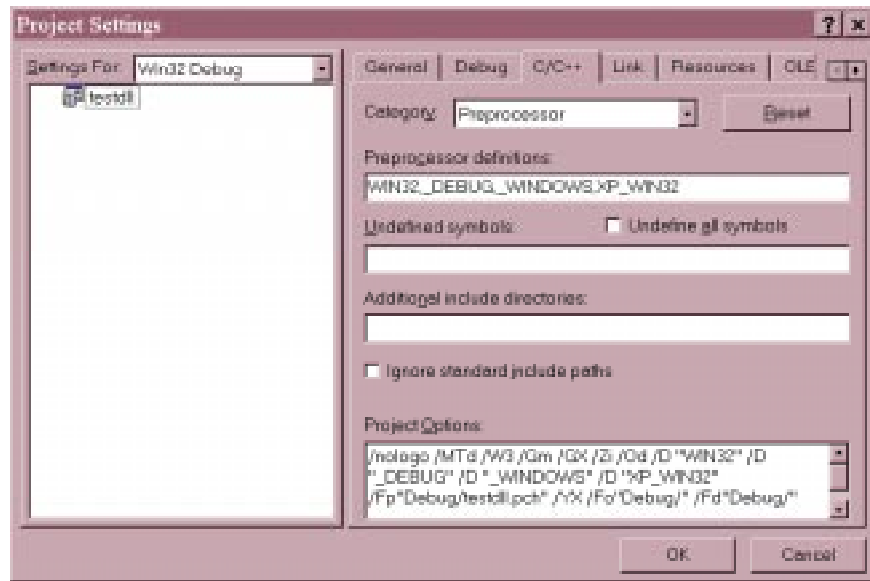 Project Settings
? x
Settings For: Win32 Debug
testdll
General Debug C/C++ Link Resources OLE
Category: Preprocessor Reset
Preprocessor definitions:
WIN32,_DEBUG,_WINDOWS,XP_WIN32
Undefined symbols: Undefine all symbols
Additional include directories:
Ignore standard include paths
Project Options:
/nologo /MTd /W3 /Gm /GX /Zi /Od /D "WIN32" /D
"_DEBUG" /D "_WINDOWS" /D "XP_WIN32"
/Fp"Debug/testdll.pch" /YX /Fo"Debug/" /Fd"Debug/"
OK Cancel